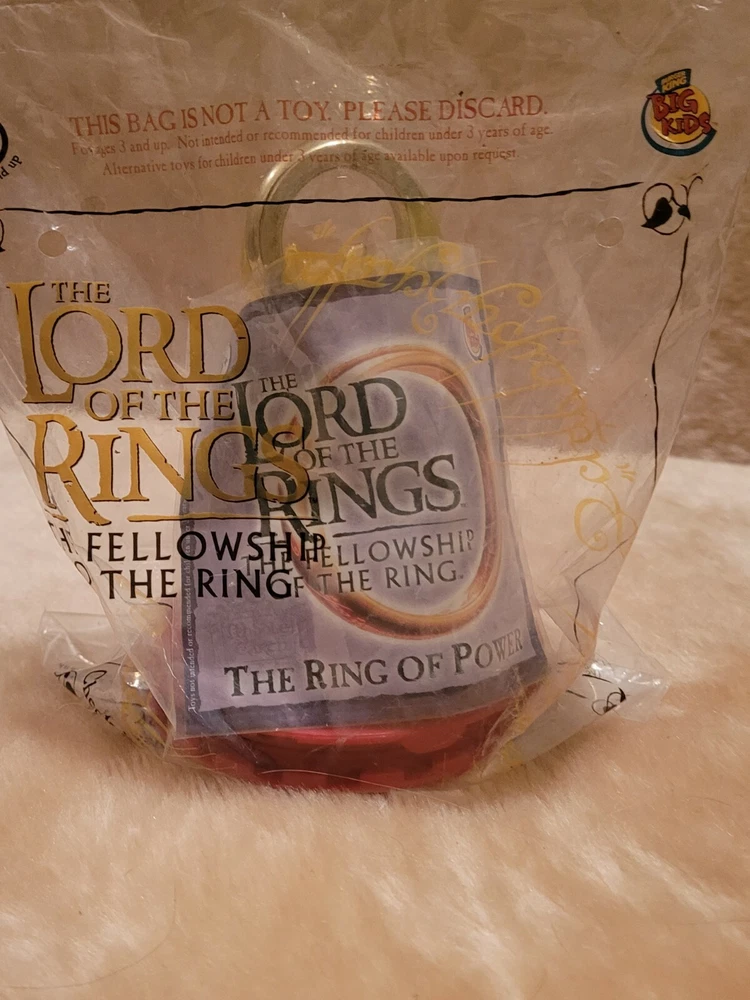 THIS BAG IS NOT A TOY. PLEASE DISCARD.
For ages 3 and up. Not intended or recommended for children under 3 years of age.
Alternative toys for children under 3 years of age available upon request.
BURGER
KING
BIG
KIDS
THE
LORD
OF THE
RINGS
FELLOWSHIP
THE RING
THE
LORD
OF THE
RINGS
THE FELLOWSHIP
OF THE RING.
THE RING OF POWER